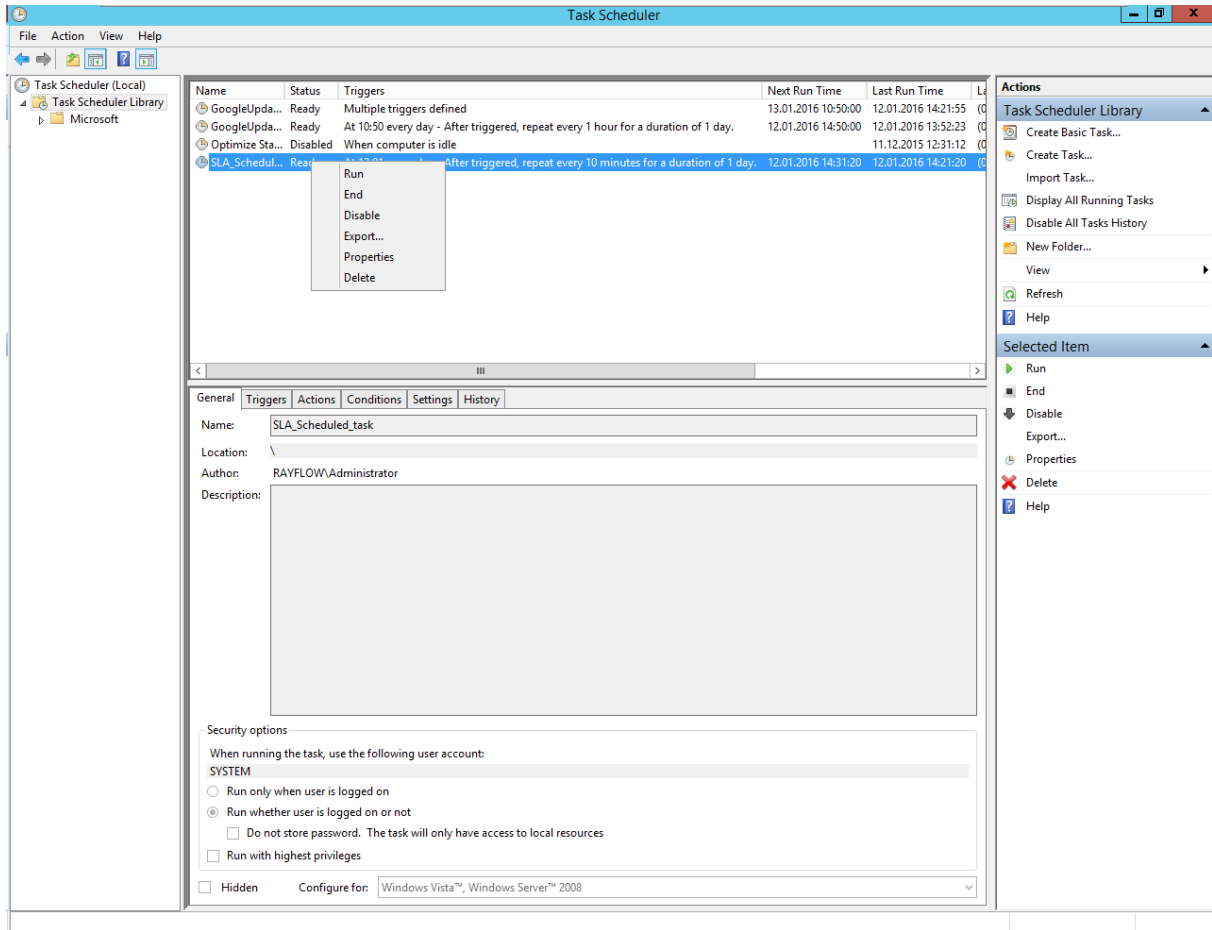 Task Scheduler
File Action View Help
Task Scheduler (Local)
Task Scheduler Library
Microsoft
Name Status Triggers Next Run Time Last Run Time La
GoogleUpda... Ready Multiple triggers defined 13.01.2016 10:50:00 12.01.2016 14:21:55 (0
GoogleUpda... Ready At 10:50 every day - After triggered, repeat every 1 hour for a duration of 1 day. 12.01.2016 14:50:00 12.01.2016 13:52:23 (0
Optimize Sta... Disabled When computer is idle 11.12.2015 12:31:12 (0
SLA_Schedul... After triggered, repeat every 10 minutes for a duration of 1 day. 12.01.2016 14:31:20 12.01.2016 14:21:20 (0
Run
End
Disable
Export...
Properties
Delete
General Triggers Actions Conditions Settings History
Name: SLA_Scheduled_task
Location: \
Author: RAYFLOW\Administrator
Description:
Security options
When running the task, use the following user account:
SYSTEM
Run only when user is logged on
Run whether user is logged on or not
Do not store password. The task will only have access to local resources
Run with highest privileges
Hidden Configure for: Windows Vista™, Windows Server™ 2008
Actions
Task Scheduler Library
Create Basic Task...
Create Task...
Import Task...
Display All Running Tasks
Disable All Tasks History
New Folder...
View
Refresh
Help
Selected Item
Run
End
Disable
Export...
Properties
Delete
Help